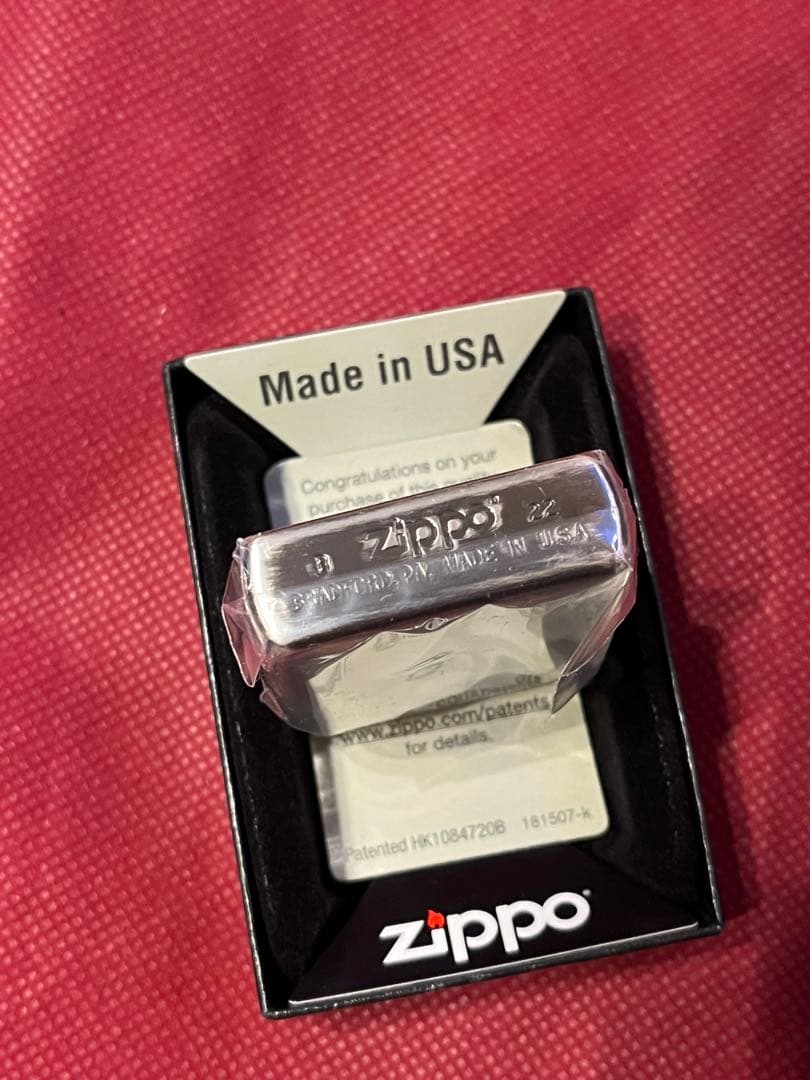 Made in USA
Congratulations on your
purchase of this
zippo 22
BRADFORD, PA. MADE IN U.S.A.
www.zippo.com/patents
for details.
Patented HK1084720B 181507-k
zippo